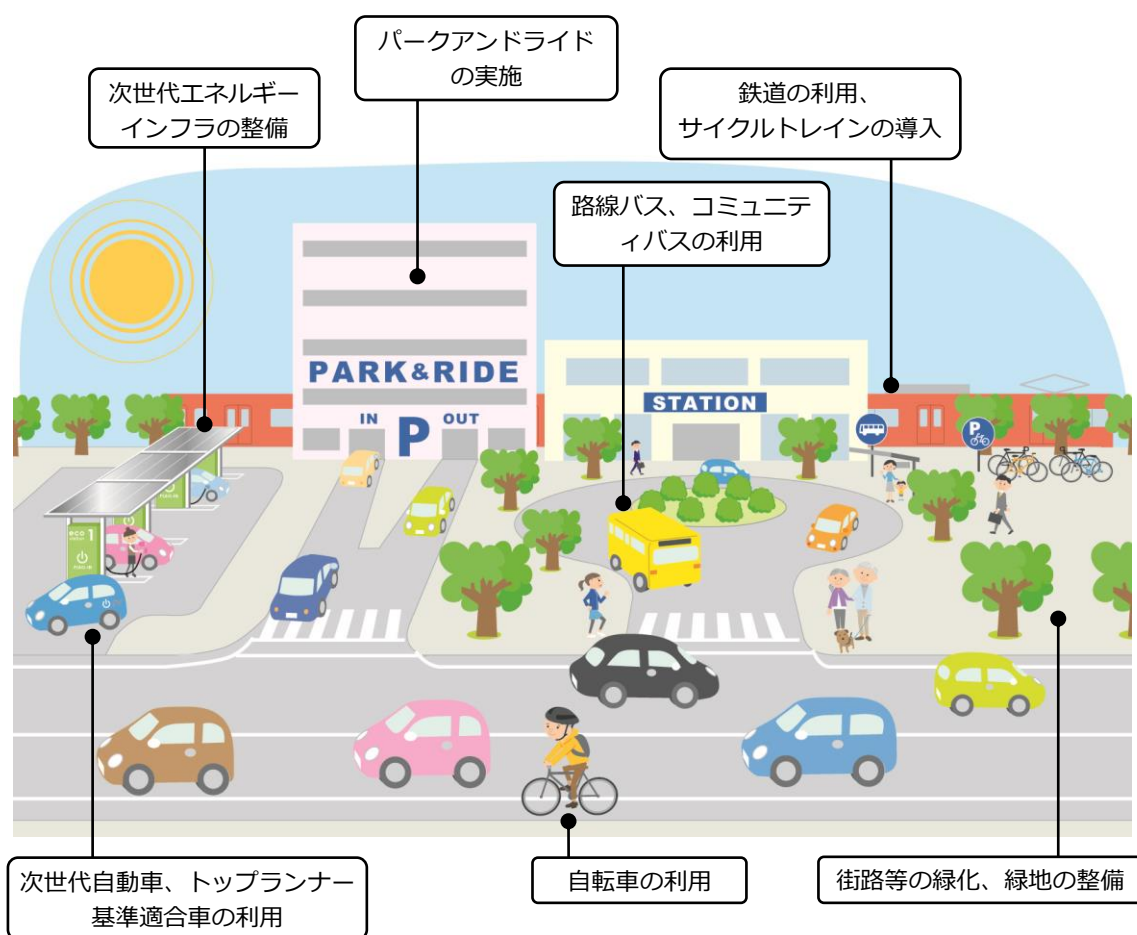 パークアンドライド
の実施
次世代エネルギー
インフラの整備
鉄道の利用、
サイクルトレインの導入
路線バス、コミュニテ
ィバスの利用
PARK&RIDE
IN P OUT
STATION
P
eco 1
次世代自動車、トップランナー
基準適合車の利用
自転車の利用
街路等の緑化、緑地の整備